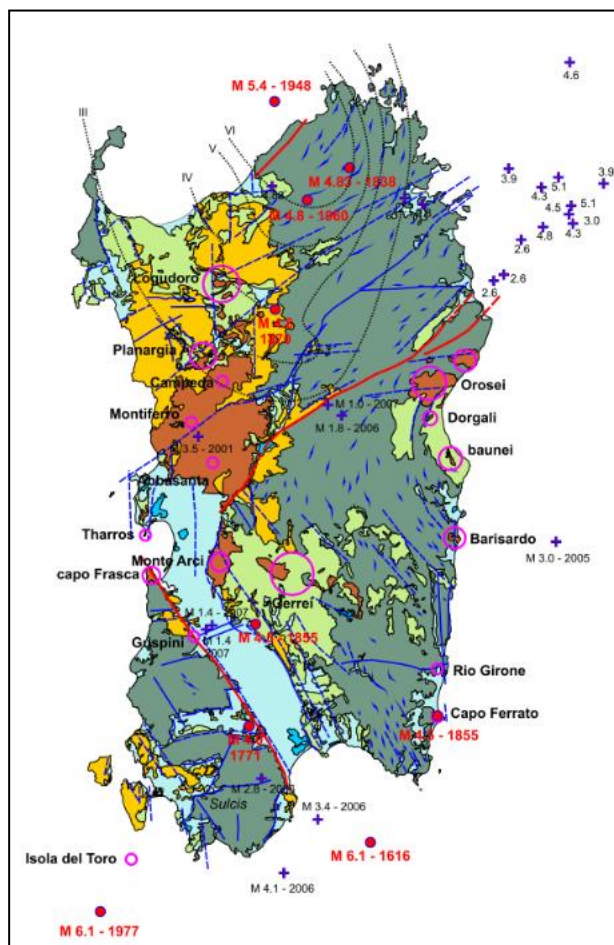 4.6
M 5.4 - 1948
III
VI
V
IV
M 4.83 - 1838
M 4.8 - 1960
3.9
5.1
3.9
4.3
5.1
4.5
3.0
4.8
4.3
2.6
2.6
2.6
Logudoro
1770
Planargia
Campeda
Orosei
Montiferro
M 1.0 - 2007
Dorgali
M 1.8 - 2006
M 3.5 - 2001
baunei
Abbasanta
Tharros
Barisardo
Monte Arci
M 3.0 - 2005
capo Frasca
Gerrei
M 1.4 - 2007
Guspini
M 1.4
2007
Rio Girone
Capo Ferrato
1771
Sulcis
M 3.4 - 2006
M 6.1 - 1616
Isola del Toro
M 4.1 - 2006
M 6.1 - 1977